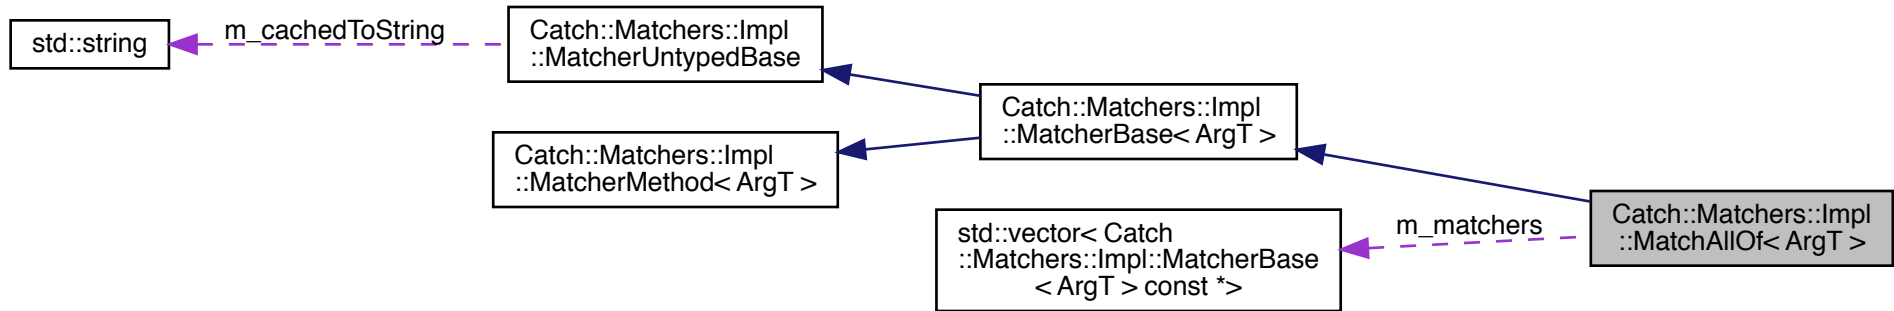 std::string
m_cachedToString
Catch::Matchers::Impl
::MatcherUntypedBase
Catch::Matchers::Impl
::MatcherMethod< ArgT >
Catch::Matchers::Impl
::MatcherBase< ArgT >
std::vector< Catch
::Matchers::Impl::MatcherBase
< ArgT > const *>
m_matchers
Catch::Matchers::Impl
::MatchAllOf< ArgT >